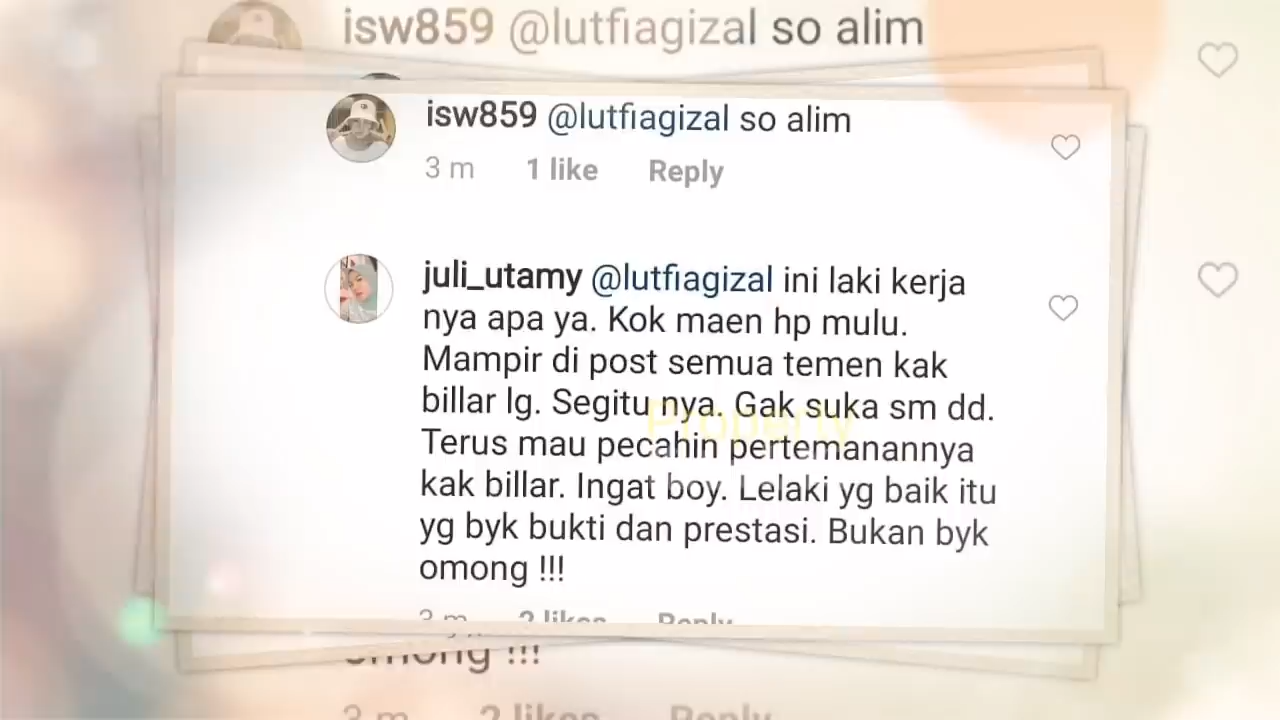 isw859 @lutfiagizal so alim
isw859 @lutfiagizal so alim
3 m 1 like Reply
juli_utamy @lutfiagizal ini laki kerja
nya apa ya. Kok maen hp mulu.
Mampir di post semua temen kak
billar lg. Segitu nya. Gak suka sm dd.
Property
Terus mau pecahin pertemanannya
kak billar. Ingat boy. Lelaki yg baik itu
yg byk bukti dan prestasi. Bukan byk
omong !!!
3 m 2 likes Reply
omong !!!
3 m 2 likes Reply